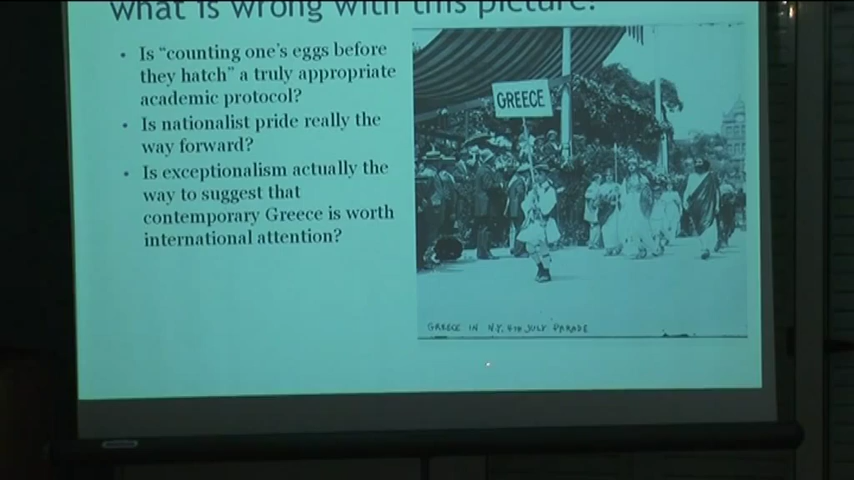 what is wrong with this picture?
• Is “counting one’s eggs before
they hatch” a truly appropriate
academic protocol?
• Is nationalist pride really the
way forward?
• Is exceptionalism actually the
way to suggest that
contemporary Greece is worth
international attention?
GREECE
GREECE IN N.Y. 4TH JULY PARADE